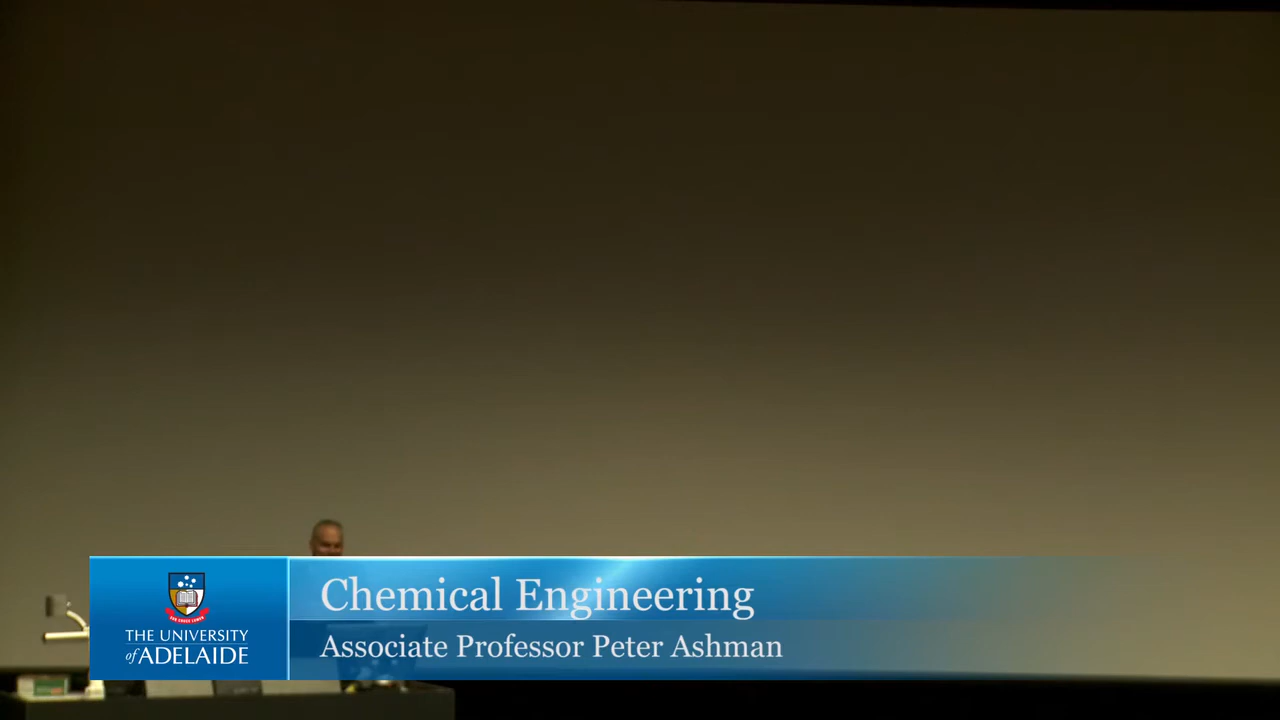 Chemical Engineering
Associate Professor Peter Ashman
THE UNIVERSITY
of ADELAIDE